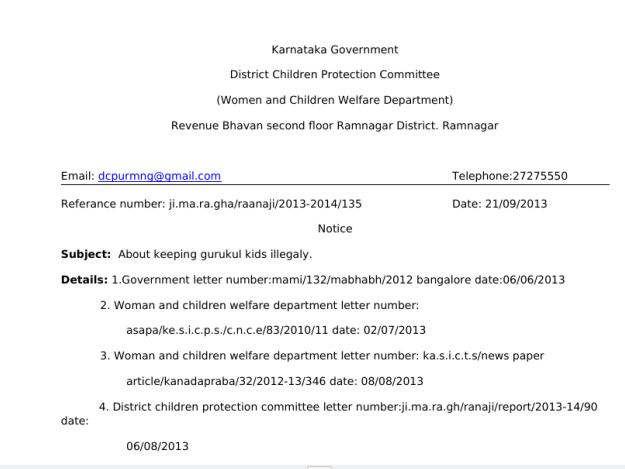 Karnataka Government
District Children Protection Committee
(Women and Children Welfare Department)
Revenue Bhavan second floor Ramnagar District. Ramnagar
Email: dcpurmng@gmail.com Telephone:27275550
Referance number: ji.ma.ra.gha/raanaji/2013-2014/135 Date: 21/09/2013
Notice
Subject: About keeping gurukul kids illegaly.
Details: 1.Government letter number:mami/132/mabhabh/2012 bangalore date:06/06/2013
2. Woman and children welfare department letter number:
asapa/ke.s.i.c.p.s./c.n.c.e/83/2010/11 date: 02/07/2013
3. Woman and children welfare department letter number: ka.s.i.c.t.s/news paper
article/kanadapraba/32/2012-13/346 date: 08/08/2013
4. District children protection committee letter number:ji.ma.ra.gh/ranaji/report/2013-14/90
date:
06/08/2013